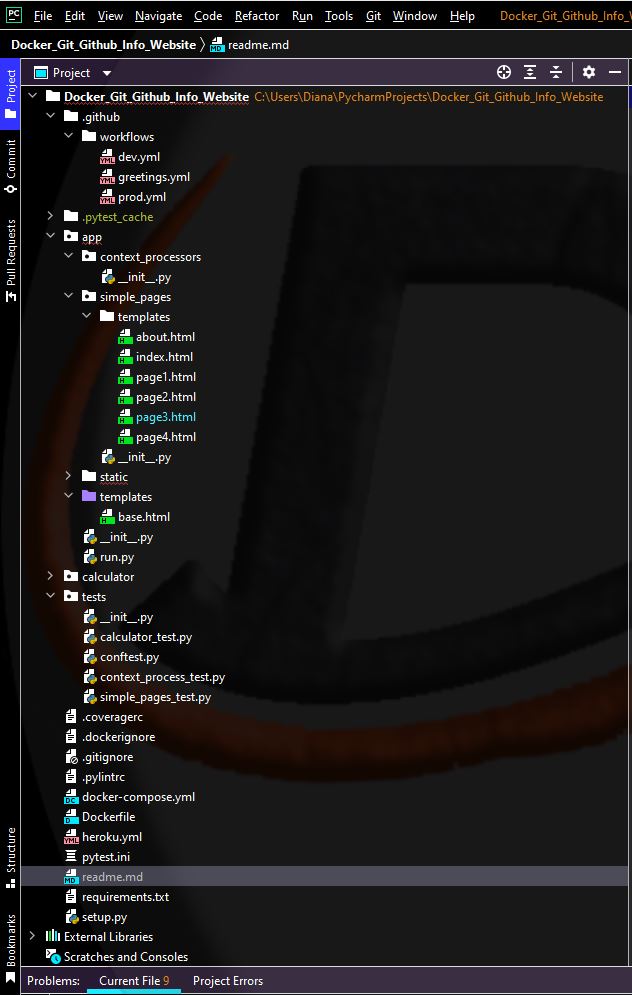 PC File Edit View Navigate Code Refactor Run Tools Git Window Help Docker_Git_Github_Info_W
Docker_Git_Github_Info_Website readme.md
Project
Project
Docker_Git_Github_Info_Website C:\Users\Diana\PycharmProjects\Docker_Git_Github_Info_Website
.github
workflows
dev.yml
greetings.yml
prod.yml
.pytest_cache
app
context_processors
__init__.py
simple_pages
templates
about.html
index.html
page1.html
page2.html
page3.html
page4.html
__init__.py
static
templates
base.html
__init__.py
run.py
calculator
tests
__init__.py
calculator_test.py
conftest.py
context_process_test.py
simple_pages_test.py
.coveragerc
.dockerignore
.gitignore
.pylintrc
docker-compose.yml
Dockerfile
heroku.yml
pytest.ini
readme.md
requirements.txt
setup.py
External Libraries
Scratches and Consoles
Commit
Pull Requests
Structure
Bookmarks
Problems: Current File 9 Project Errors